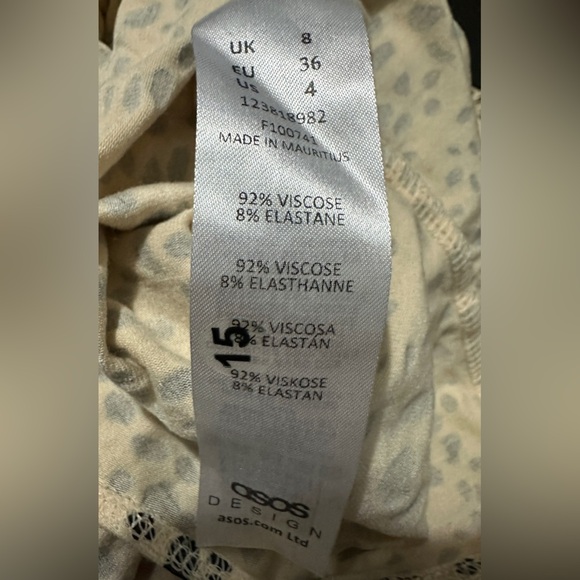 UK 8
EU 36
US 4
123818982
F100741
MADE IN MAURITIUS
92% VISCOSE
8% ELASTANE
92% VISCOSE
8% ELASTHANNE
92% VISCOSA
8% ELASTÁN
15
92% VISKOSE
8% ELASTAN
asos
DESIGN
asos.com Ltd